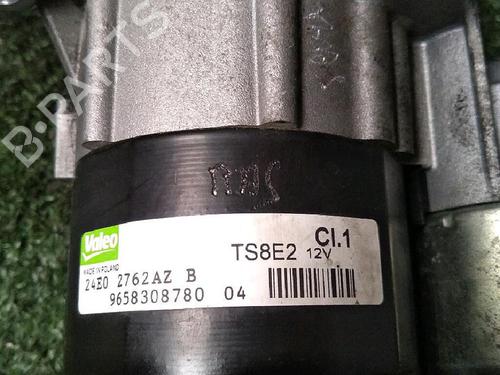 B·PARTS
Valeo
MADE IN POLAND
TS8E2 Cl.1
12V
24E0 2762AZ B
9658308780 04